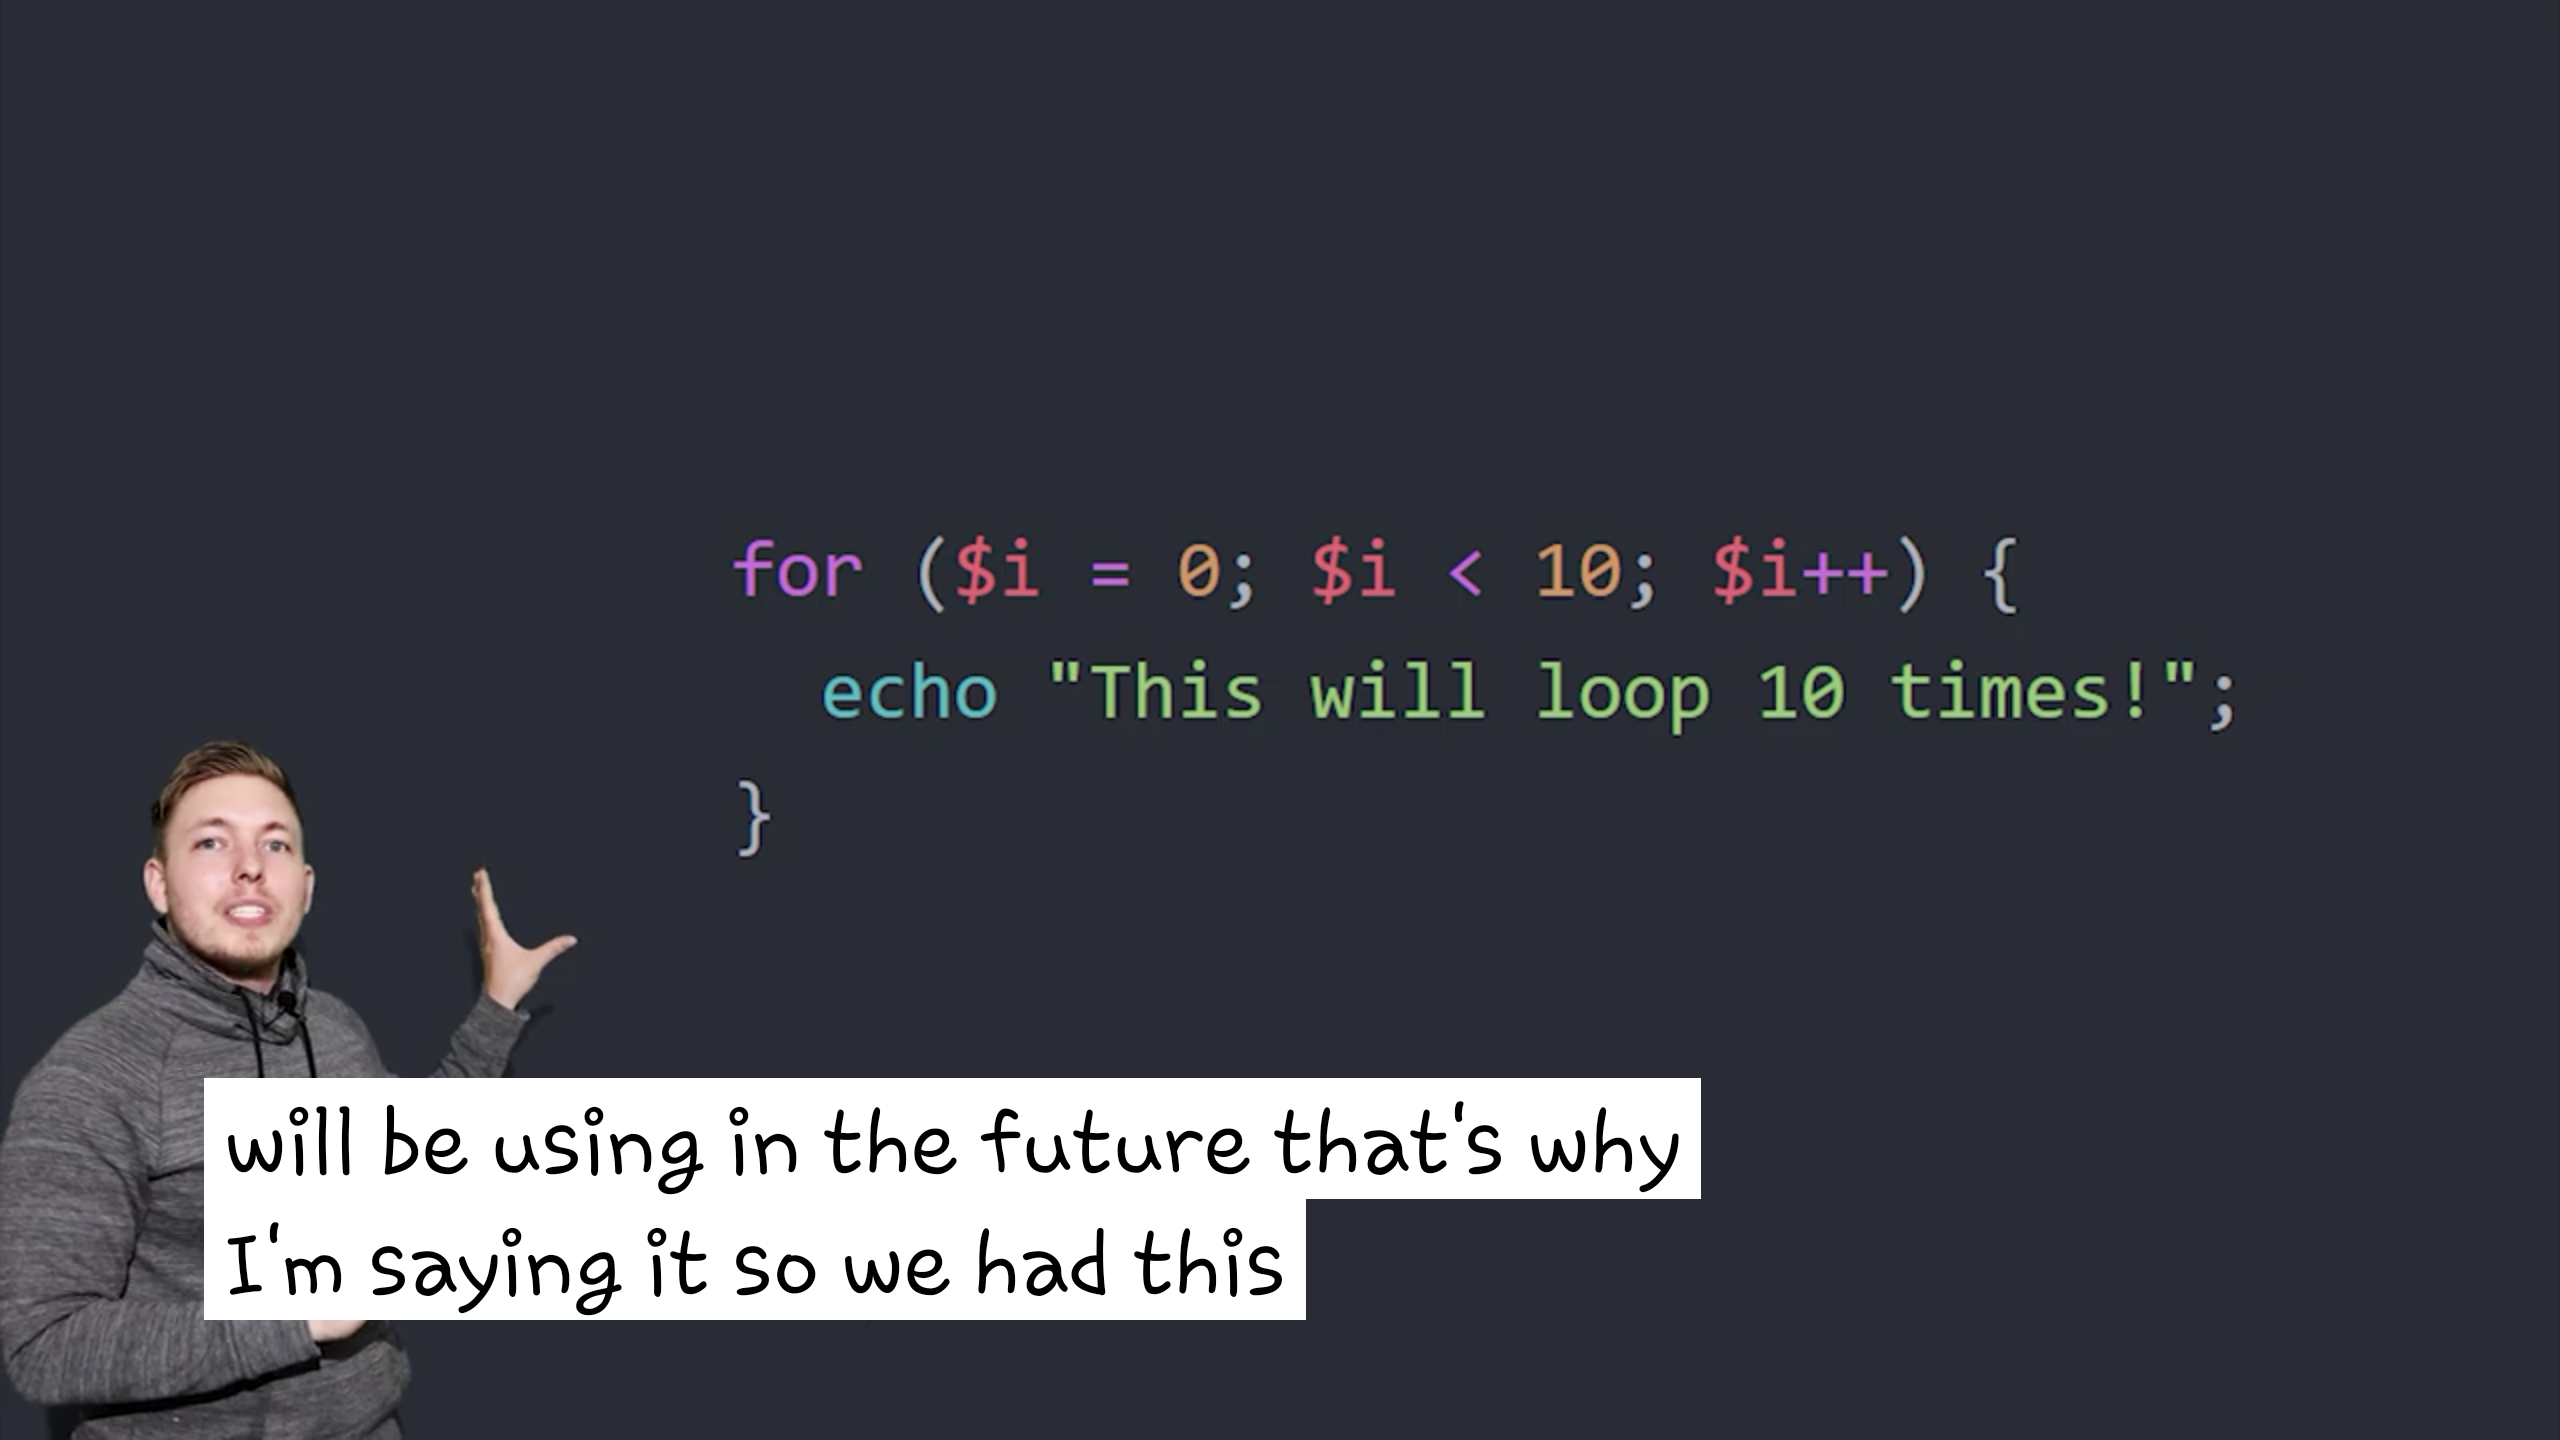 for ($i = 0; $i < 10; $i++) {
echo "This will loop 10 times!";
}
will be using in the future that's why
I'm saying it so we had this